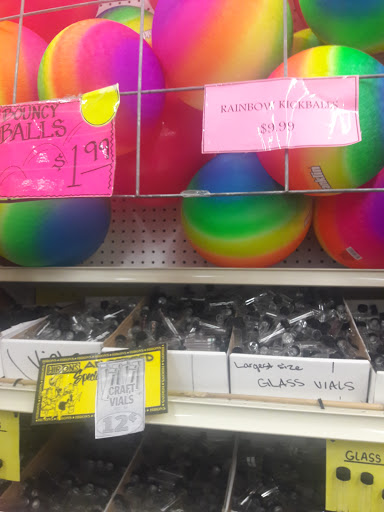 BOUNCY
BALLS
$1.99
RAINBOW KICKBALLS
$9.99
Largest size
GLASS VIALS
CRAFT
VIALS
12¢
GLASS